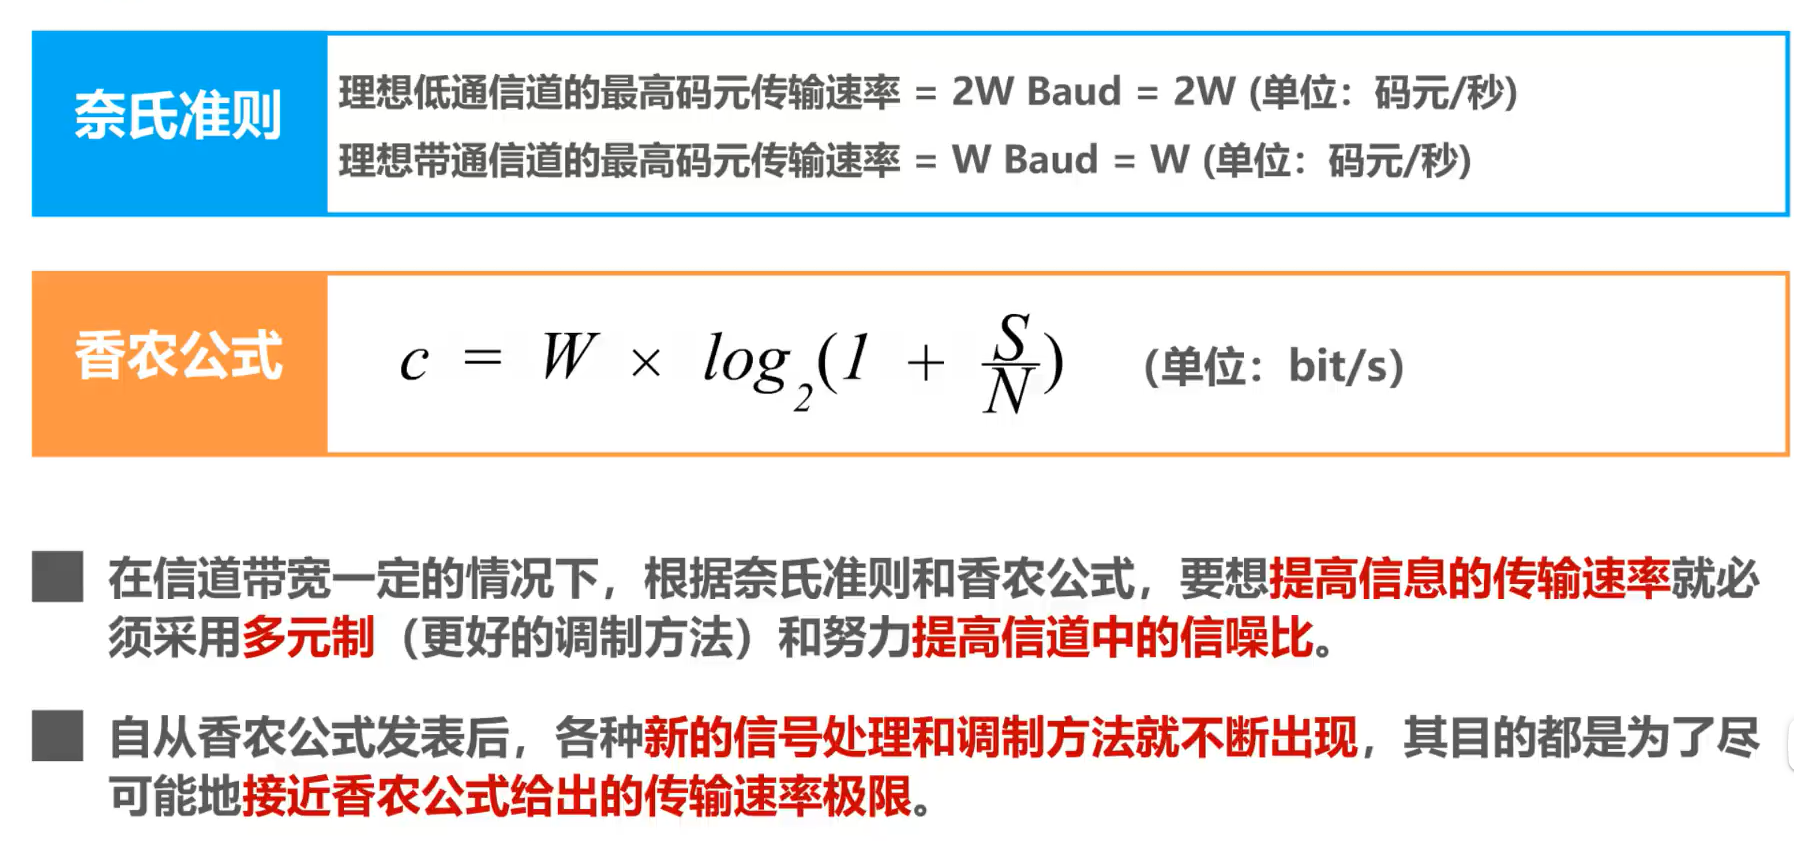 奈氏准则
理想低通信道的最高码元传输速率 = 2W Baud = 2W (单位：码元/秒)
理想带通信道的最高码元传输速率 = W Baud = W (单位：码元/秒)
香农公式
c = W × log₂(1 + S/N) (单位：bit/s)
在信道带宽一定的情况下，根据奈氏准则和香农公式，要想提高信息的传输速率就必
须采用多元制（更好的调制方法）和努力提高信道中的信噪比。
自从香农公式发表后，各种新的信号处理和调制方法就不断出现，其目的都是为了尽
可能地接近香农公式给出的传输速率极限。